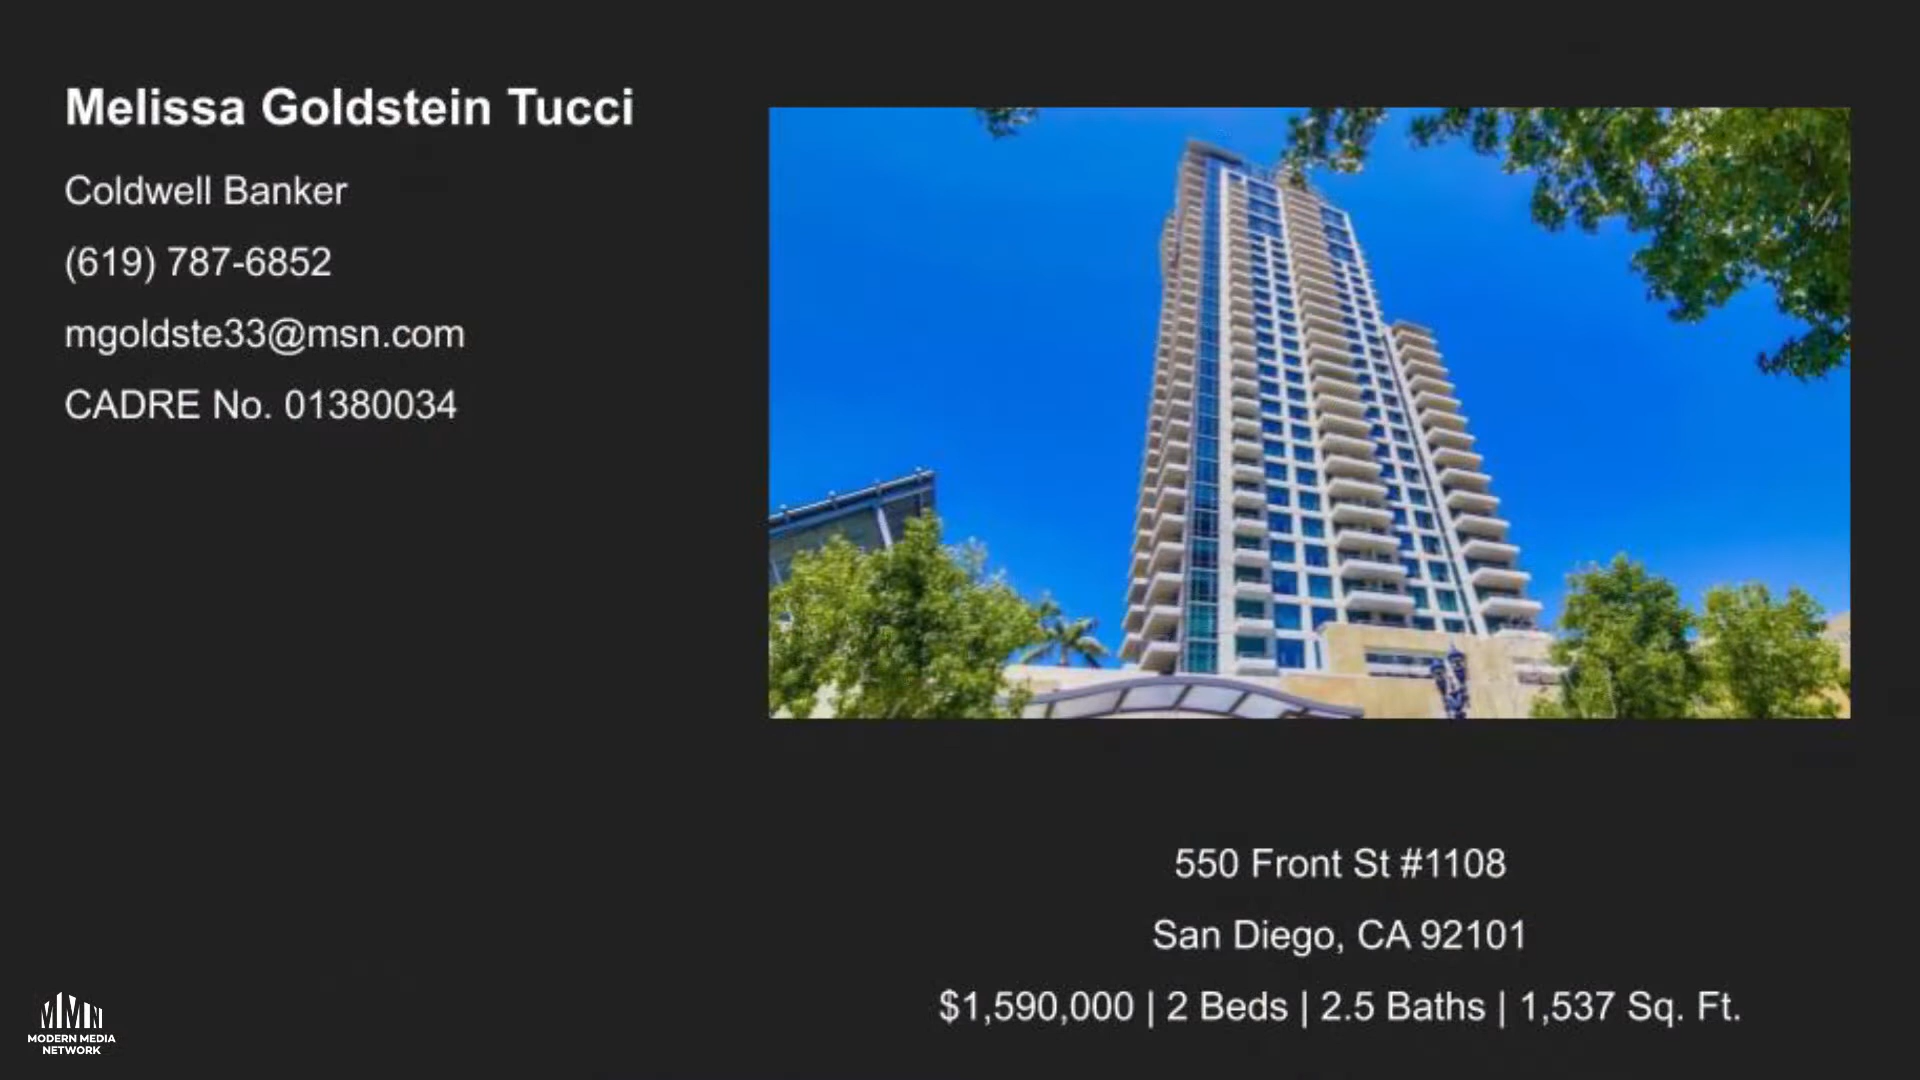 Melissa Goldstein Tucci
Coldwell Banker
(619) 787-6852
mgoldste33@msn.com
CADRE No. 01380034
550 Front St #1108
San Diego, CA 92101
$1,590,000 | 2 Beds | 2.5 Baths | 1,537 Sq. Ft.
MMN
MODERN MEDIA
NETWORK